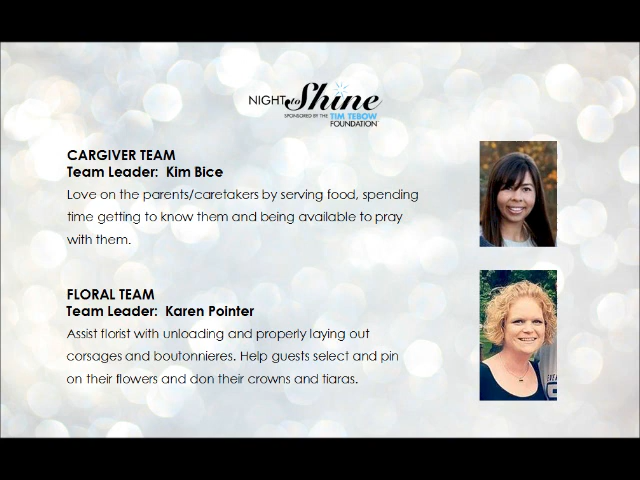 NIGHT to Shine
SPONSORED BY THE TIM TEBOW
FOUNDATION
CARGIVER TEAM
Team Leader: Kim Bice
Love on the parents/caretakers by serving food, spending
time getting to know them and being available to pray
with them.
FLORAL TEAM
Team Leader: Karen Pointer
Assist florist with unloading and properly laying out
corsages and boutonnieres. Help guests select and pin
on their flowers and don their crowns and tiaras.